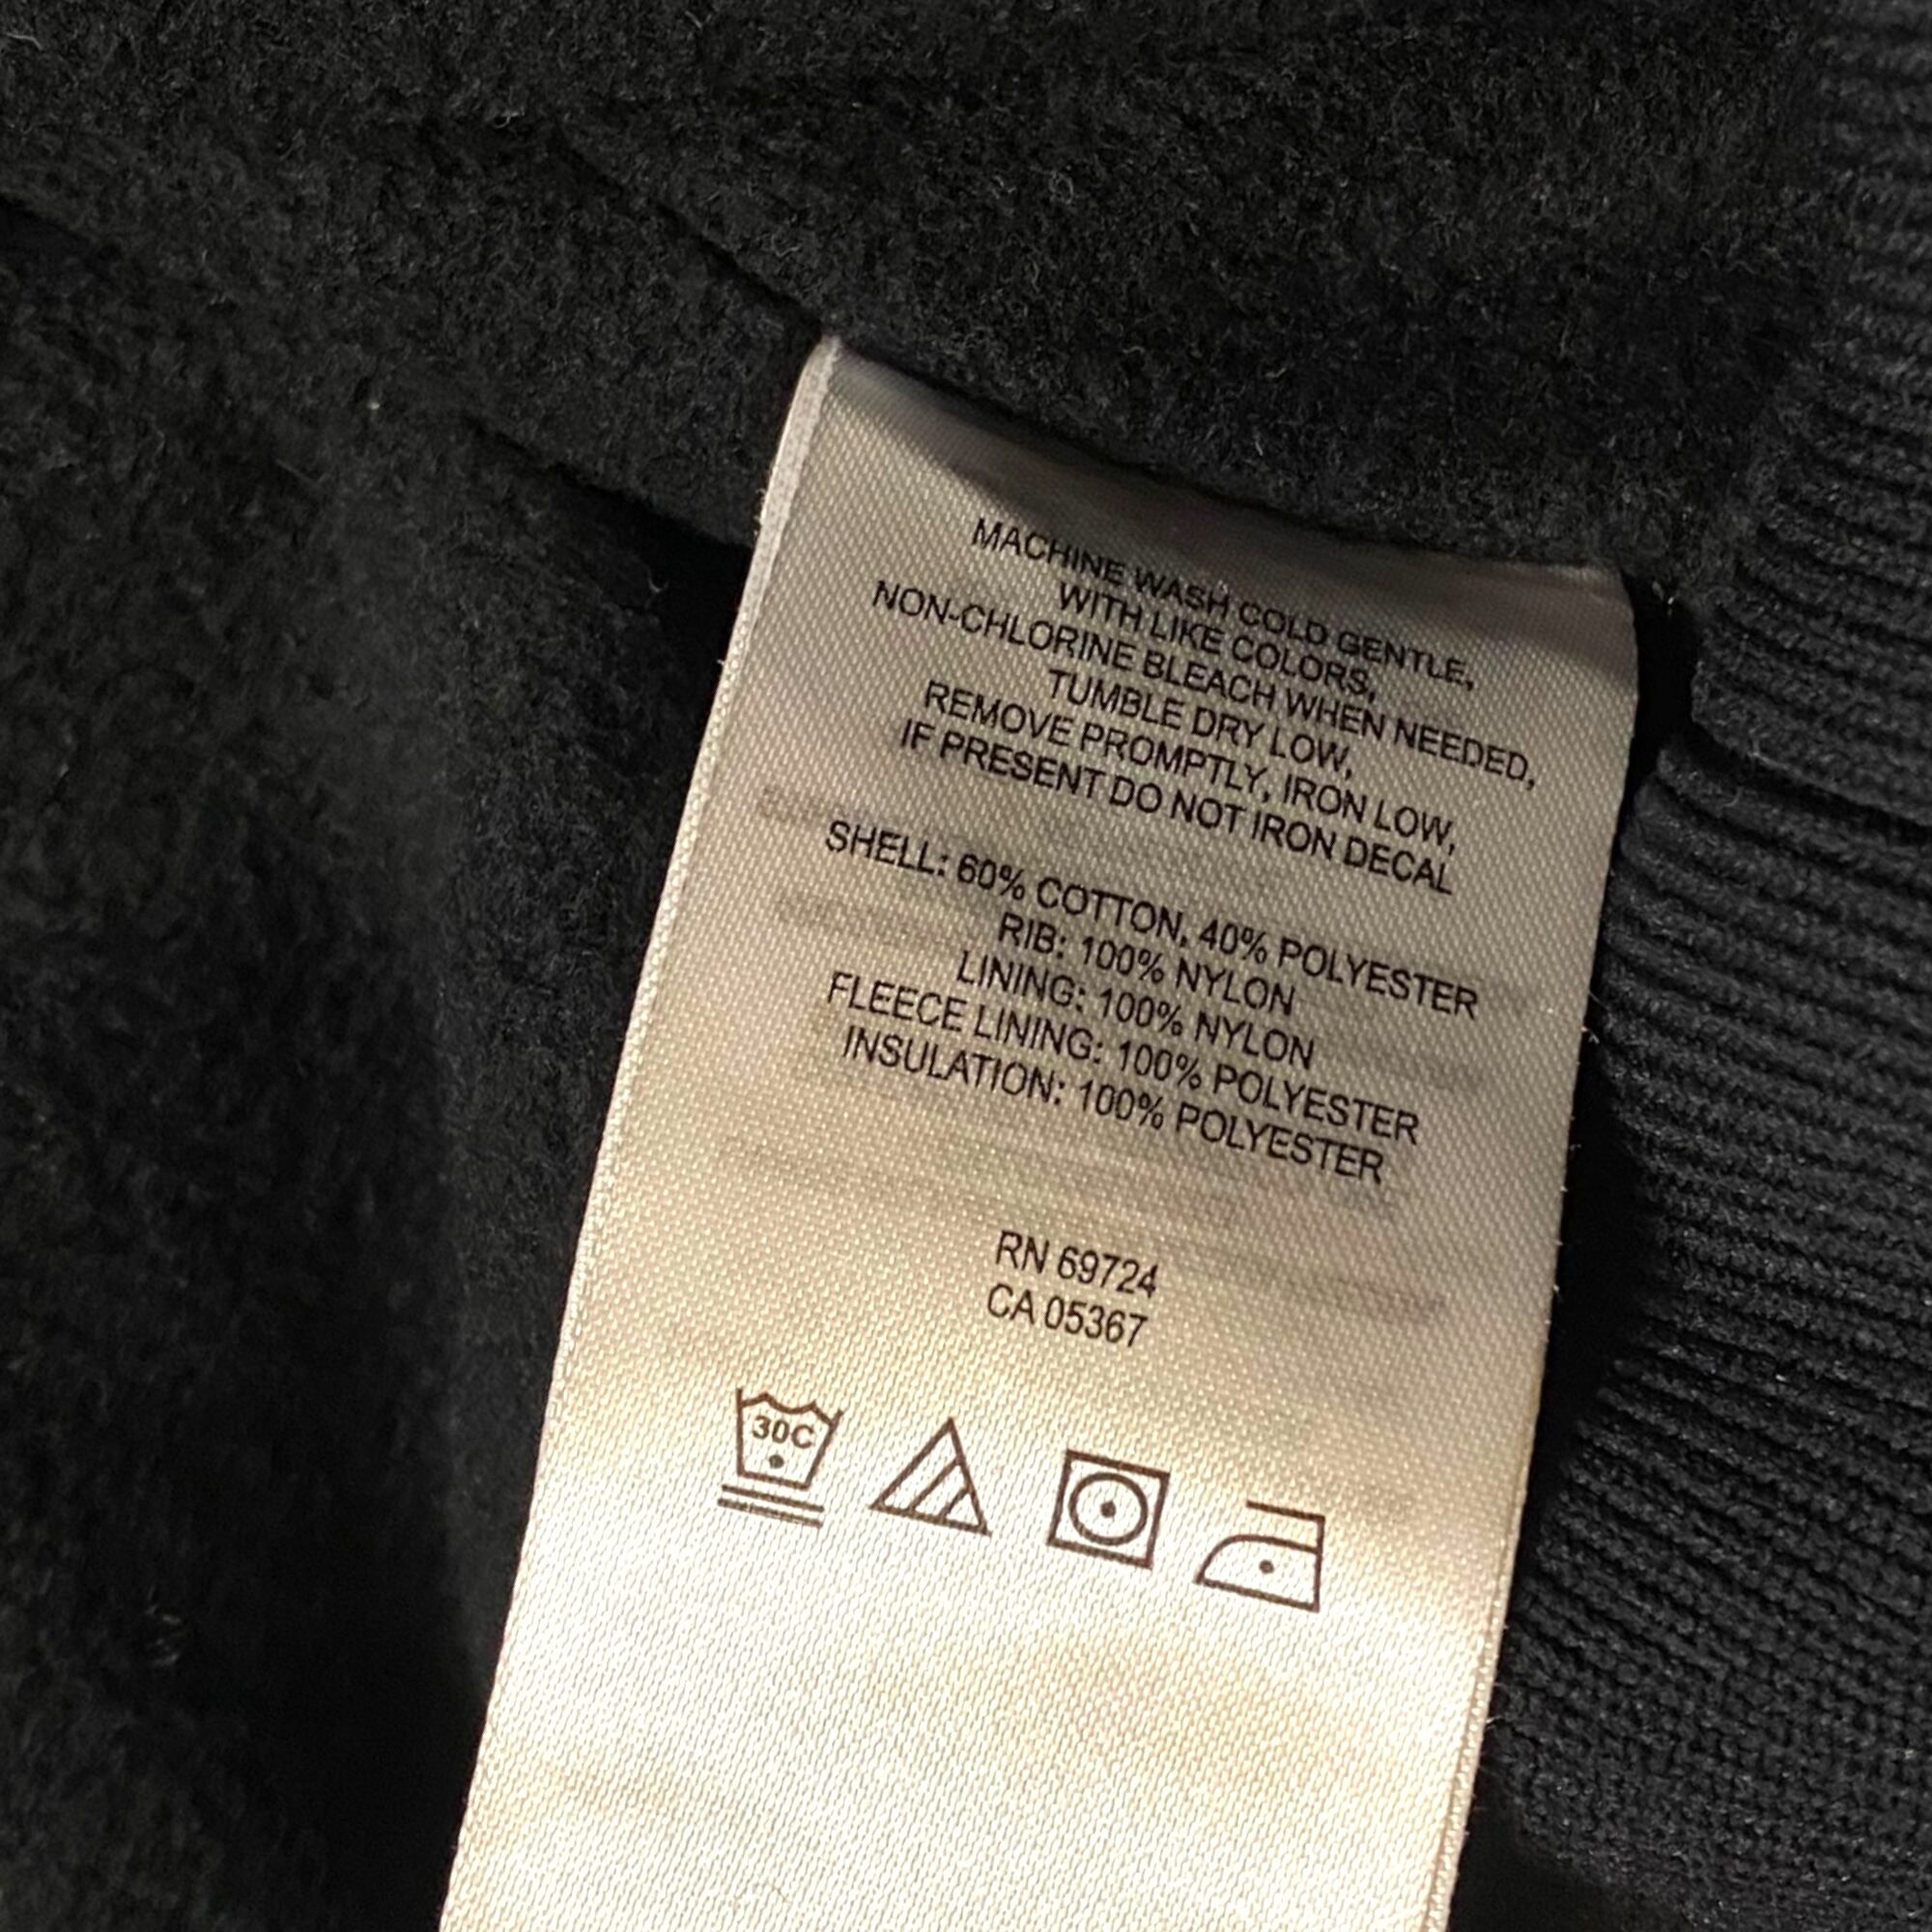 MACHINE WASH COLD GENTLE,
WITH LIKE COLORS,
NON-CHLORINE BLEACH WHEN NEEDED,
TUMBLE DRY LOW,
REMOVE PROMPTLY, IRON LOW,
IF PRESENT DO NOT IRON DECAL
SHELL: 60% COTTON, 40% POLYESTER
RIB: 100% NYLON
LINING: 100% NYLON
FLEECE LINING: 100% POLYESTER
INSULATION: 100% POLYESTER
RN 69724
CA 05367
30C